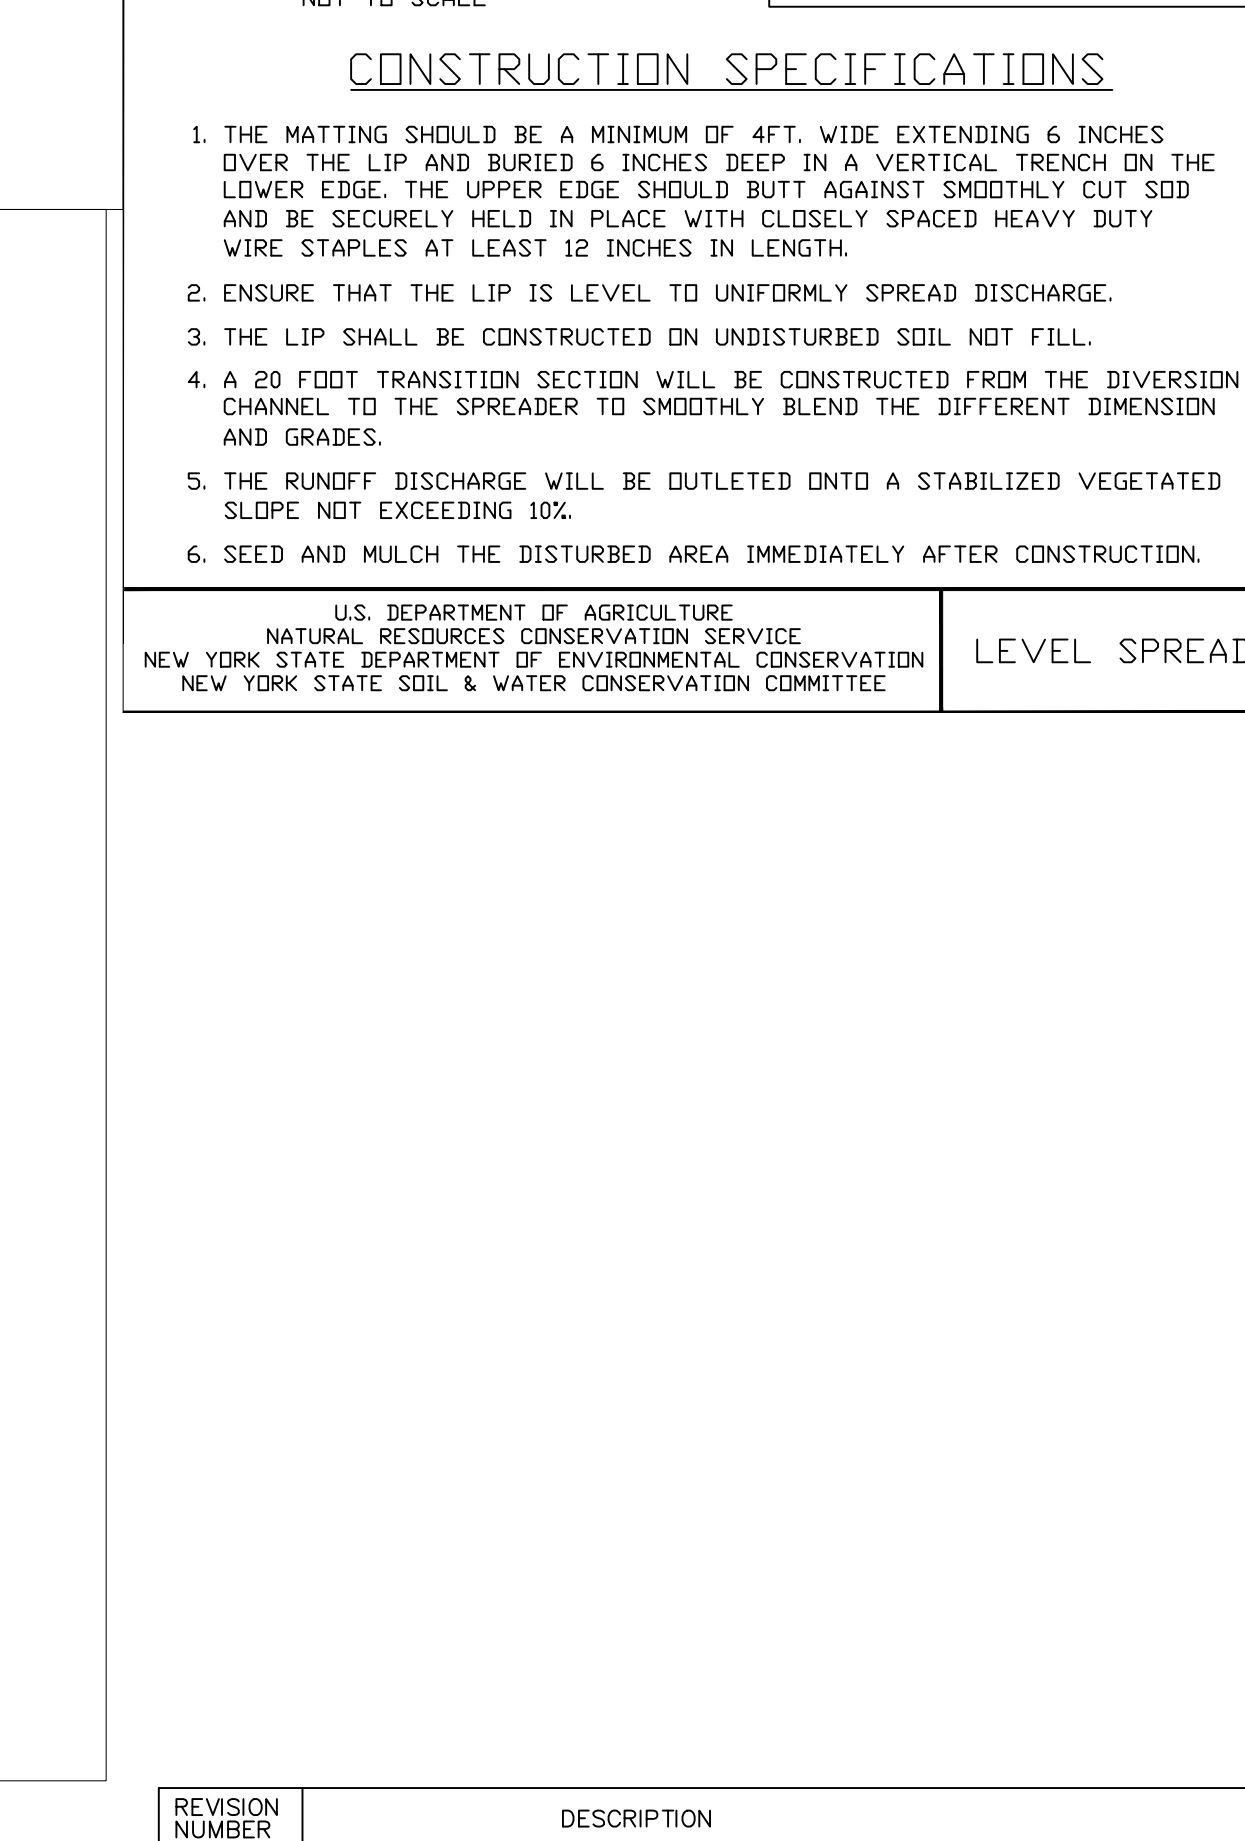 NOT TO SCALE
CONSTRUCTION SPECIFICATIONS
1. THE MATTING SHOULD BE A MINIMUM OF 4FT. WIDE EXTENDING 6 INCHES
OVER THE LIP AND BURIED 6 INCHES DEEP IN A VERTICAL TRENCH ON THE
LOWER EDGE. THE UPPER EDGE SHOULD BUTT AGAINST SMOOTHLY CUT SOD
AND BE SECURELY HELD IN PLACE WITH CLOSELY SPACED HEAVY DUTY
WIRE STAPLES AT LEAST 12 INCHES IN LENGTH.
2. ENSURE THAT THE LIP IS LEVEL TO UNIFORMLY SPREAD DISCHARGE.
3. THE LIP SHALL BE CONSTRUCTED ON UNDISTURBED SOIL NOT FILL.
4. A 20 FOOT TRANSITION SECTION WILL BE CONSTRUCTED FROM THE DIVERSION
CHANNEL TO THE SPREADER TO SMOOTHLY BLEND THE DIFFERENT DIMENSION
AND GRADES.
5. THE RUNOFF DISCHARGE WILL BE OUTLETED ONTO A STABILIZED VEGETATED
SLOPE NOT EXCEEDING 10%.
6. SEED AND MULCH THE DISTURBED AREA IMMEDIATELY AFTER CONSTRUCTION.
U.S. DEPARTMENT OF AGRICULTURE
NATURAL RESOURCES CONSERVATION SERVICE
NEW YORK STATE DEPARTMENT OF ENVIRONMENTAL CONSERVATION
NEW YORK STATE SOIL & WATER CONSERVATION COMMITTEE
LEVEL SPREAD
REVISION
NUMBER
DESCRIPTION